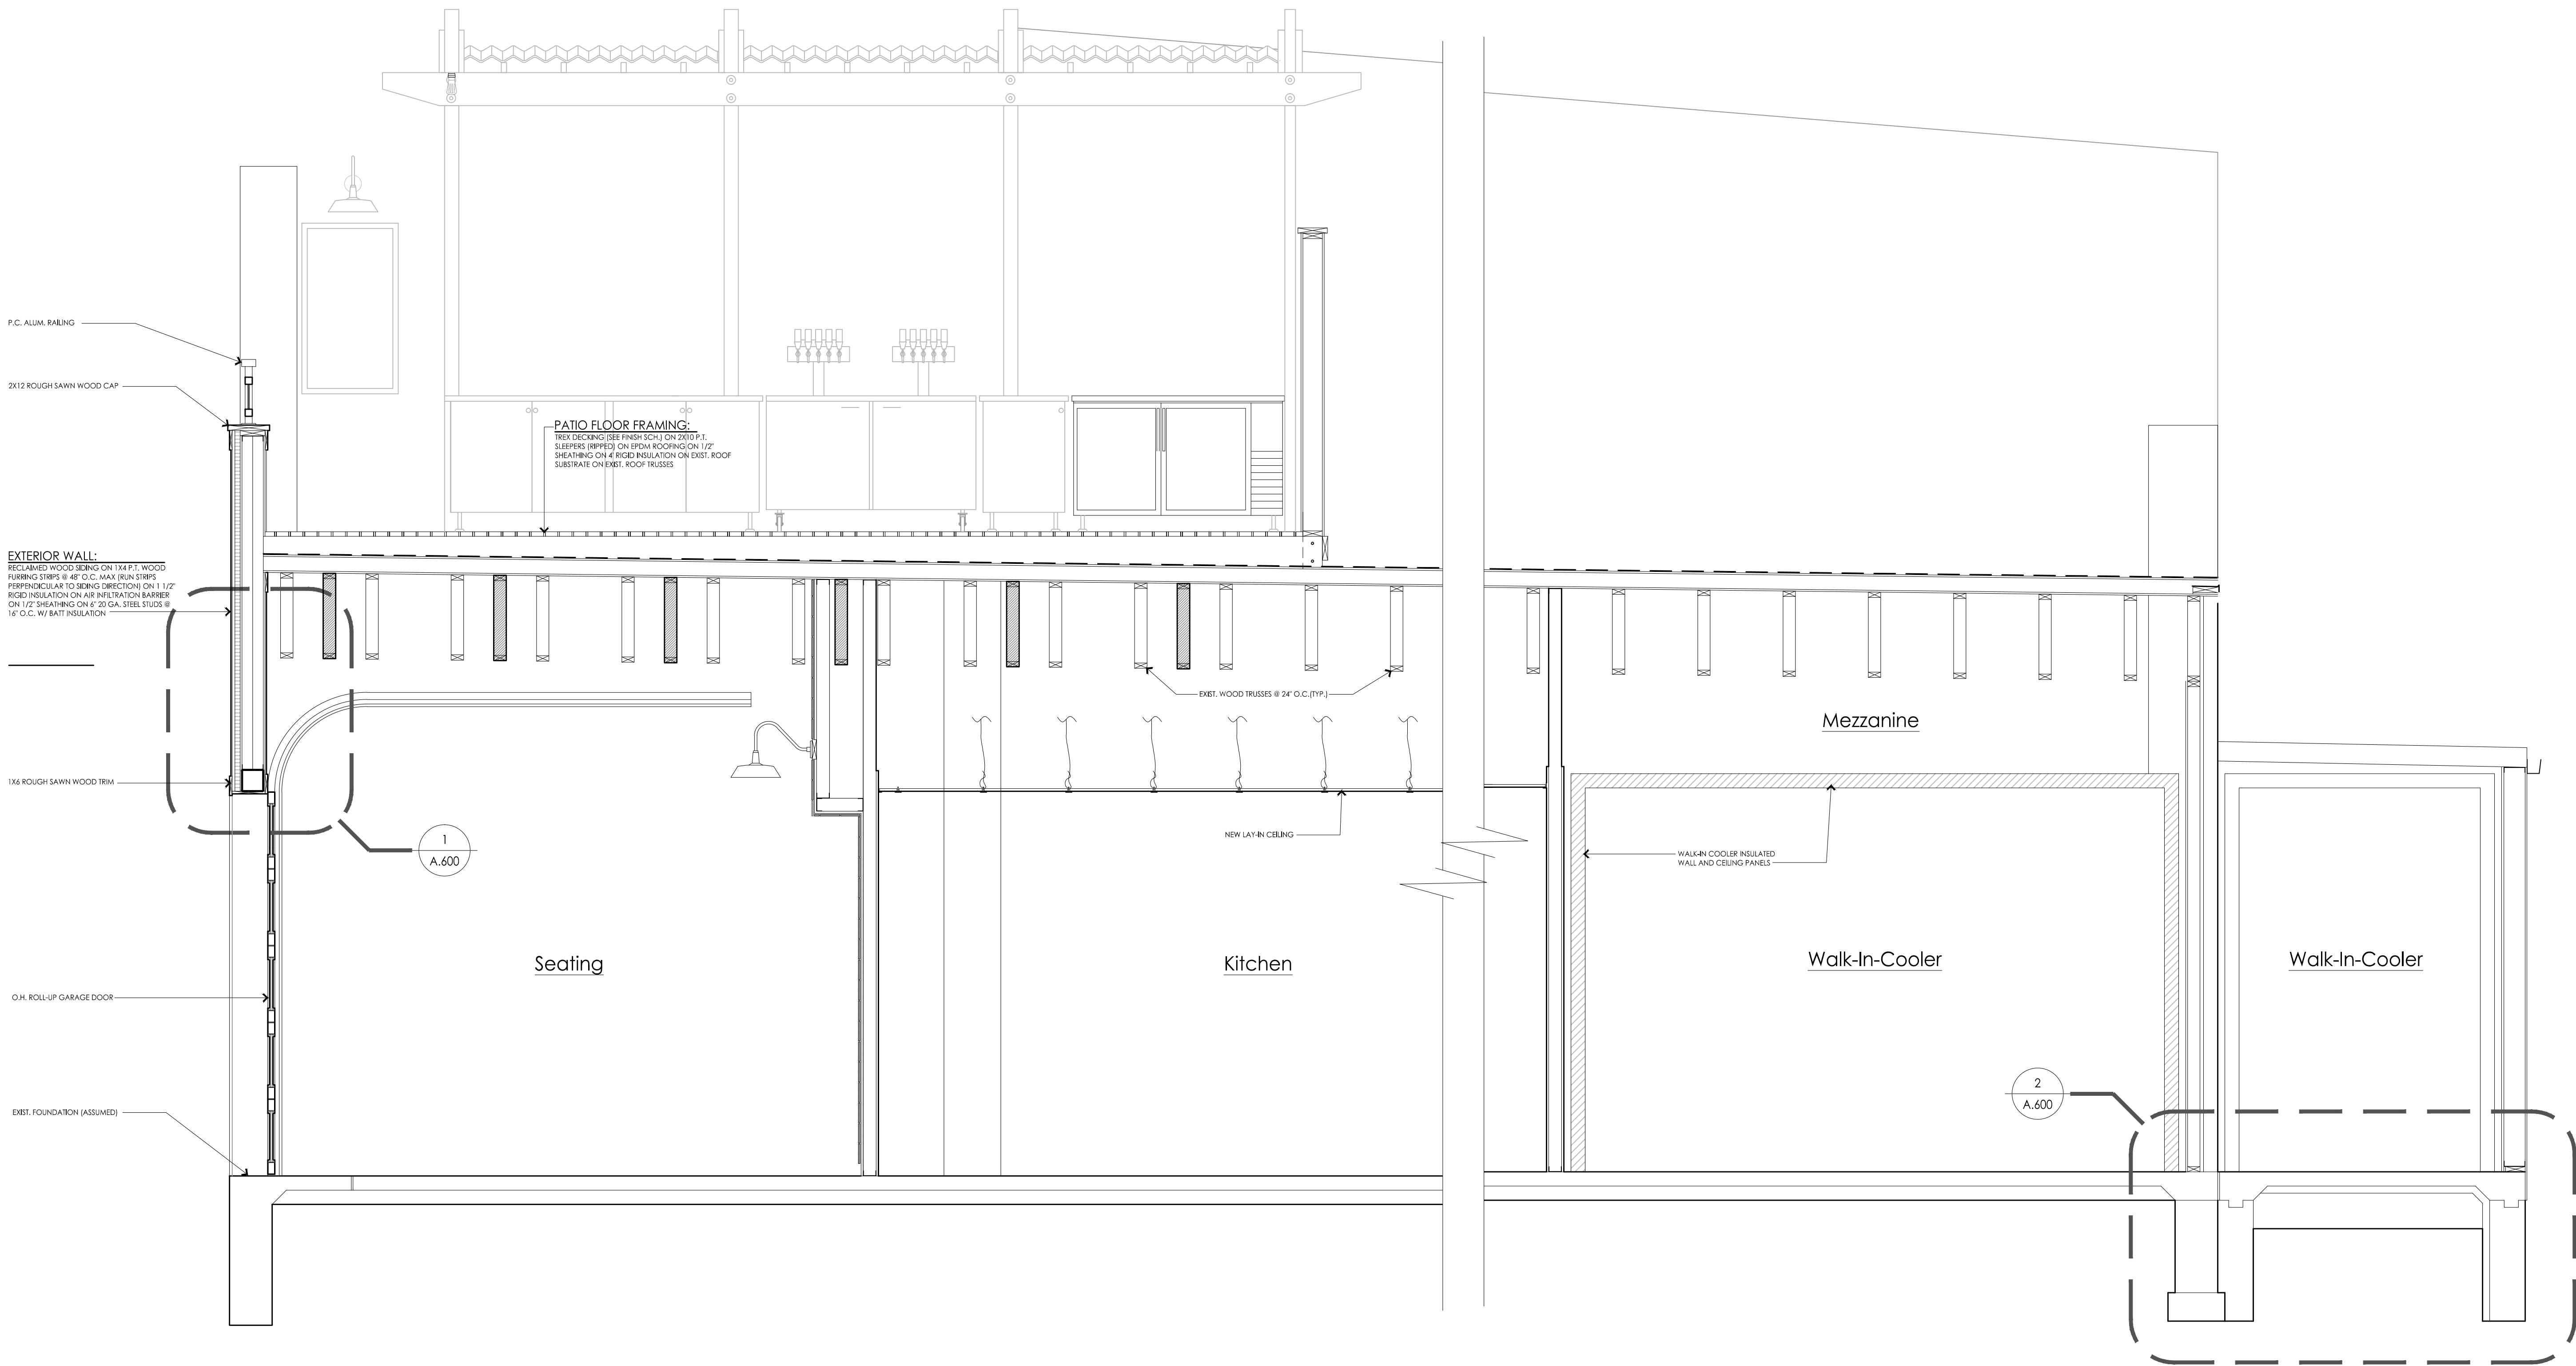 P.C. ALUM. RAILING
2X12 ROUGH SAWN WOOD CAP
PATIO FLOOR FRAMING:
TREX DECKING (SEE FINISH SCH.) ON 2X10 P.T.
SLEEPERS (RIPPED) ON EPDM ROOFING ON 1/2"
SHEATHING ON 4" RIGID INSULATION ON EXIST. ROOF
SUBSTRATE ON EXIST. ROOF TRUSSES
EXTERIOR WALL:
RECLAIMED WOOD SIDING ON 1X4 P.T. WOOD
FURRING STRIPS @ 48" O.C. MAX (RUN STRIPS
PERPENDICULAR TO SIDING DIRECTION) ON 1 1/2"
RIGID INSULATION ON AIR INFILTRATION BARRIER
ON 1/2" SHEATHING ON 6" 20 GA. STEEL STUDS @
16" O.C. W/ BATT INSULATION
EXIST. WOOD TRUSSES @ 24" O.C.(TYP.)
Mezzanine
1X6 ROUGH SAWN WOOD TRIM
NEW LAY-IN CEILING
1
A.600
WALK-IN COOLER INSULATED
WALL AND CEILING PANELS
Seating
Kitchen
Walk-In-Cooler
Walk-In-Cooler
O.H. ROLL-UP GARAGE DOOR
2
A.600
EXIST. FOUNDATION (ASSUMED)